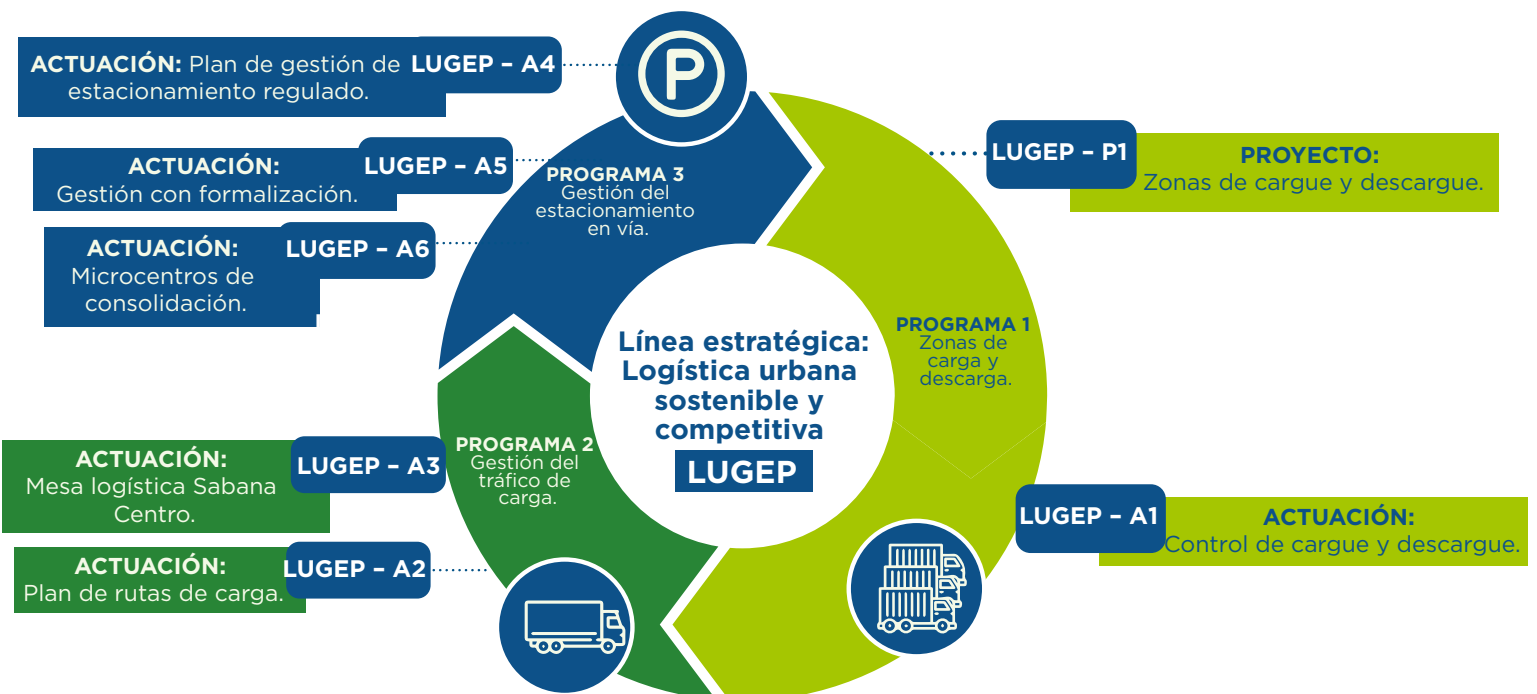 ACTUACIÓN: Plan de gestión de
estacionamiento regulado.
LUGEP – A4
P
ACTUACIÓN:
Gestión con formalización.
LUGEP – A5
ACTUACIÓN:
Microcentros de
consolidación.
LUGEP – A6
PROGRAMA 3
Gestión del
estacionamiento
en vía.
LUGEP – P1
PROYECTO:
Zonas de cargue y descargue.
PROGRAMA 1
Zonas de
carga y
descarga.
Línea estratégica:
Logística urbana
sostenible y
competitiva
LUGEP
PROGRAMA 2
Gestión del
tráfico de
carga.
ACTUACIÓN:
Mesa logística Sabana
Centro.
LUGEP – A3
ACTUACIÓN:
Plan de rutas de carga.
LUGEP – A2
LUGEP – A1
ACTUACIÓN:
Control de cargue y descargue.